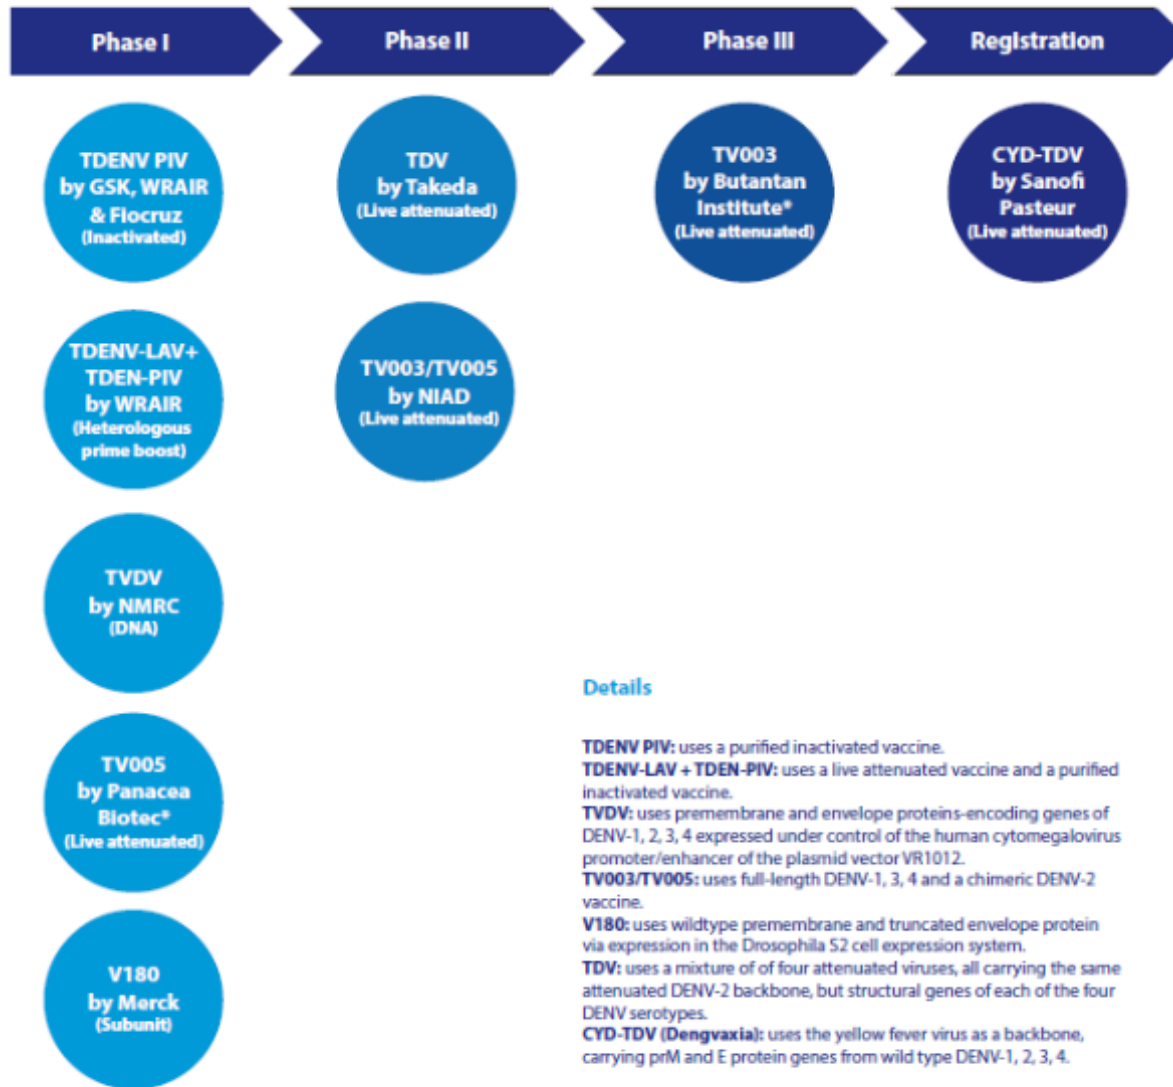 Phase I
Phase II
Phase III
Registration
TDENV PIV
by GSK, WRAIR
& Fiocruz
(Inactivated)
TDV
by Takeda
(Live attenuated)
TV003
by Butantan
Institute*
(Live attenuated)
CYD-TDV
by Sanofi
Pasteur
(Live attenuated)
TDENV-LAV+
TDEN-PIV
by WRAIR
(Heterologous
prime boost)
TV003/TV005
by NIAD
(Live attenuated)
TVDV
by NMRC
(DNA)
TV005
by Panacea
Biotec*
(Live attenuated)
V180
by Merck
(Subunit)
Details
TDENV PIV: uses a purified inactivated vaccine.
TDENV-LAV + TDEN-PIV: uses a live attenuated vaccine and a purified
inactivated vaccine.
TVDV: uses premembrane and envelope proteins-encoding genes of
DENV-1, 2, 3, 4 expressed under control of the human cytomegalovirus
promoter/enhancer of the plasmid vector VR1012.
TV003/TV005: uses full-length DENV-1, 3, 4 and a chimeric DENV-2
vaccine.
V180: uses wildtype premembrane and truncated envelope protein
via expression in the Drosophila S2 cell expression system.
TDV: uses a mixture of of four attenuated viruses, all carrying the same
attenuated DENV-2 backbone, but structural genes of each of the four
DENV serotypes.
CYD-TDV (Dengvaxia): uses the yellow fever virus as a backbone,
carrying prM and E protein genes from wild type DENV-1, 2, 3, 4.